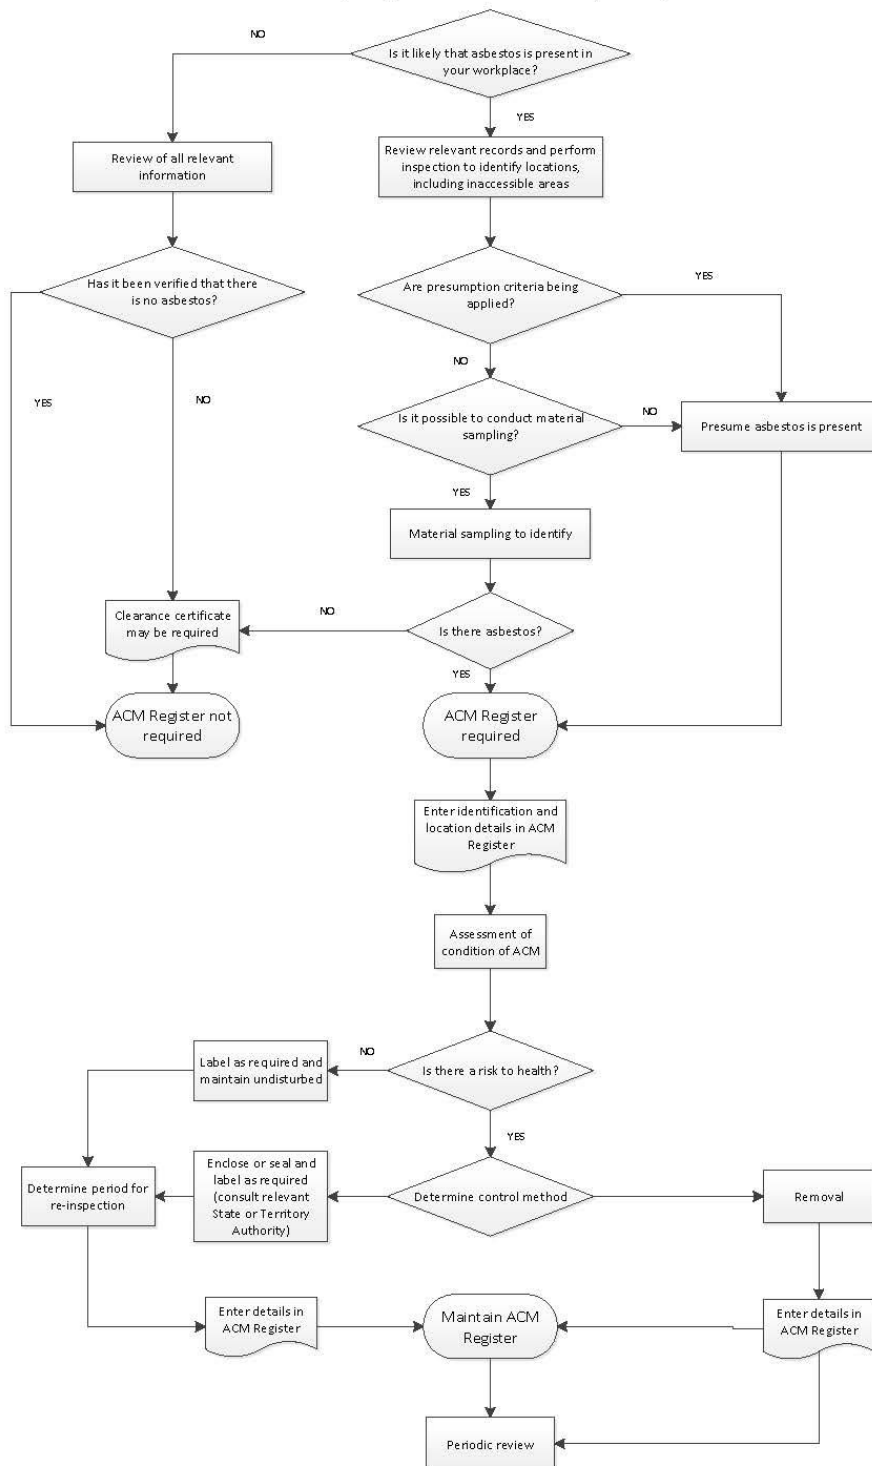 NO
Is it likely that asbestos is present in
your workplace?
YES
Review of all relevant
information
Review relevant records and perform
inspection to identify locations,
including inaccessible areas
Has it been verified that there
is no asbestos?
Are presumption criteria being
applied?
YES
NO
YES
NO
Is it possible to conduct material
sampling?
NO
Presume asbestos is present
YES
Material sampling to identify
Clearance certificate
may be required
NO
Is there asbestos?
YES
ACM Register not
required
ACM Register
required
Enter identification and
location details in ACM
Register
Assessment of
condition of ACM
Label as required and
maintain undisturbed
NO
Is there a risk to health?
YES
Determine period for
re-inspection
Enclose or seal and
label as required
(consult relevant
State or Territory
Authority)
Determine control method
Removal
Enter details in
ACM Register
Maintain ACM
Register
Enter details in
ACM Register
Periodic review